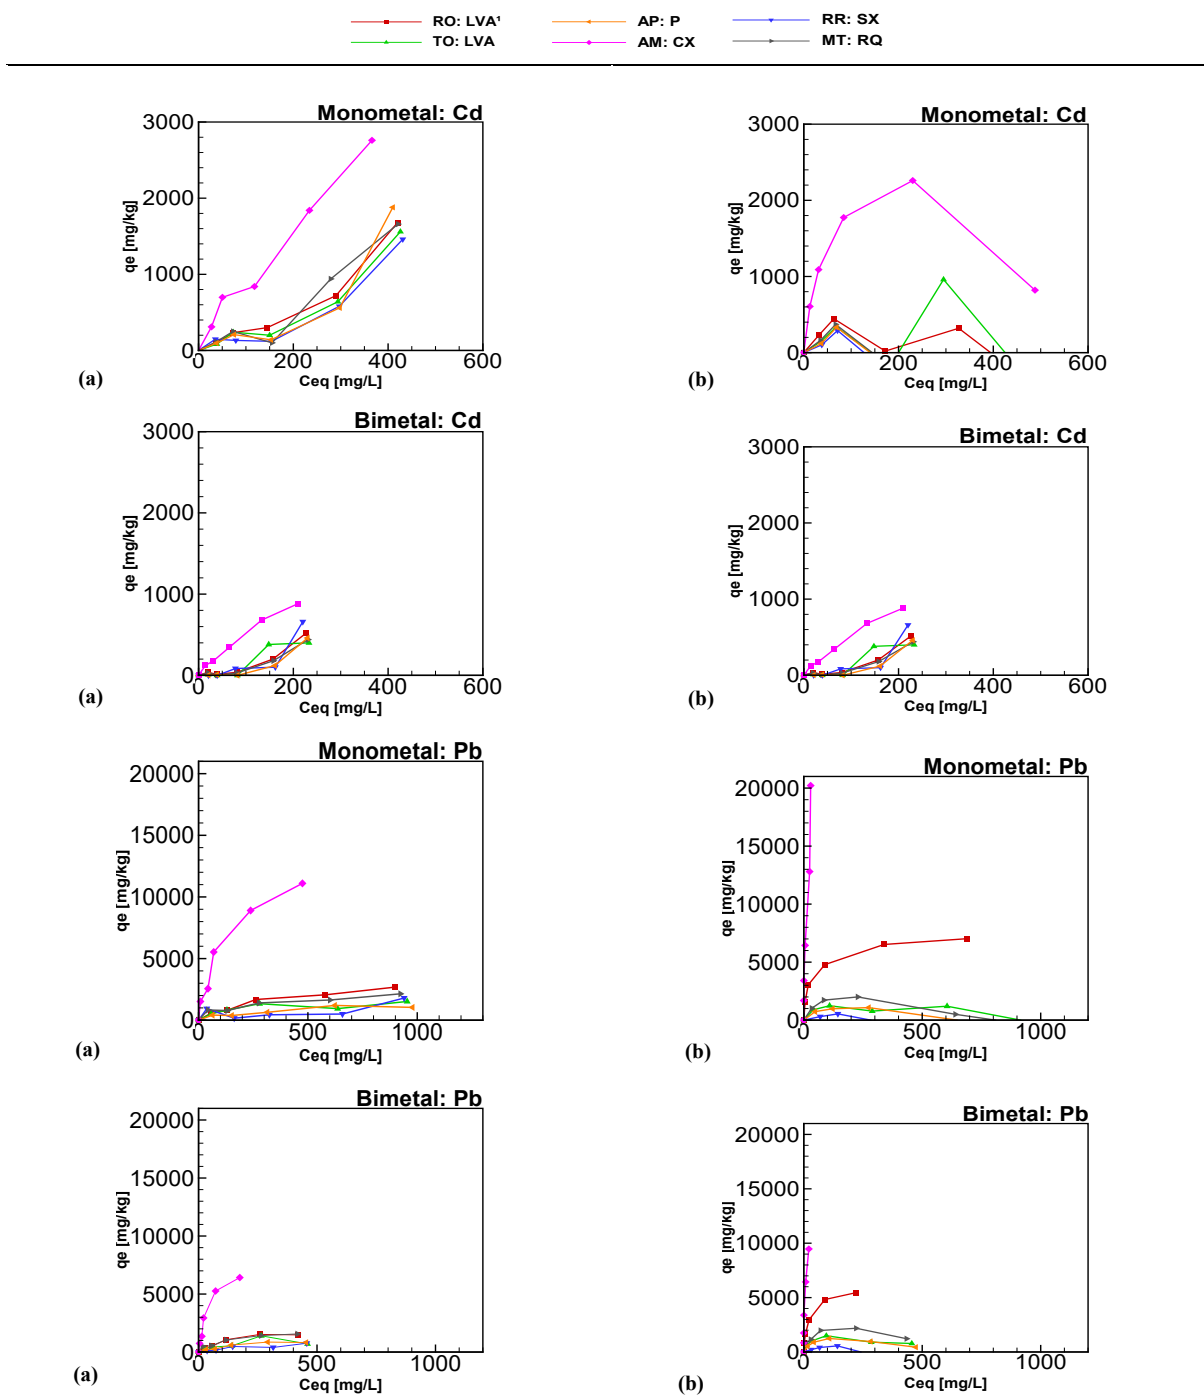 RO: LVA¹ AP: P RR: SX
TO: LVA AM: CX MT: RQ
Monometal: Cd
3000
2000
1000
0
qe [mg/kg]
0 200 400 600
Ceq [mg/L]
(a)
Monometal: Cd
3000
2000
1000
0
qe [mg/kg]
0 200 400 600
Ceq [mg/L]
(b)
Bimetal: Cd
3000
2000
1000
0
qe [mg/kg]
0 200 400 600
Ceq [mg/L]
(a)
Bimetal: Cd
3000
2000
1000
0
qe [mg/kg]
0 200 400 600
Ceq [mg/L]
(b)
Monometal: Pb
20000
15000
10000
5000
0
qe [mg/kg]
0 500 1000
Ceq [mg/L]
(a)
Monometal: Pb
20000
15000
10000
5000
0
qe [mg/kg]
0 500 1000
Ceq [mg/L]
(b)
Bimetal: Pb
20000
15000
10000
5000
0
qe [mg/kg]
0 500 1000
Ceq [mg/L]
(a)
Bimetal: Pb
20000
15000
10000
5000
0
qe [mg/kg]
0 500 1000
Ceq [mg/L]
(b)